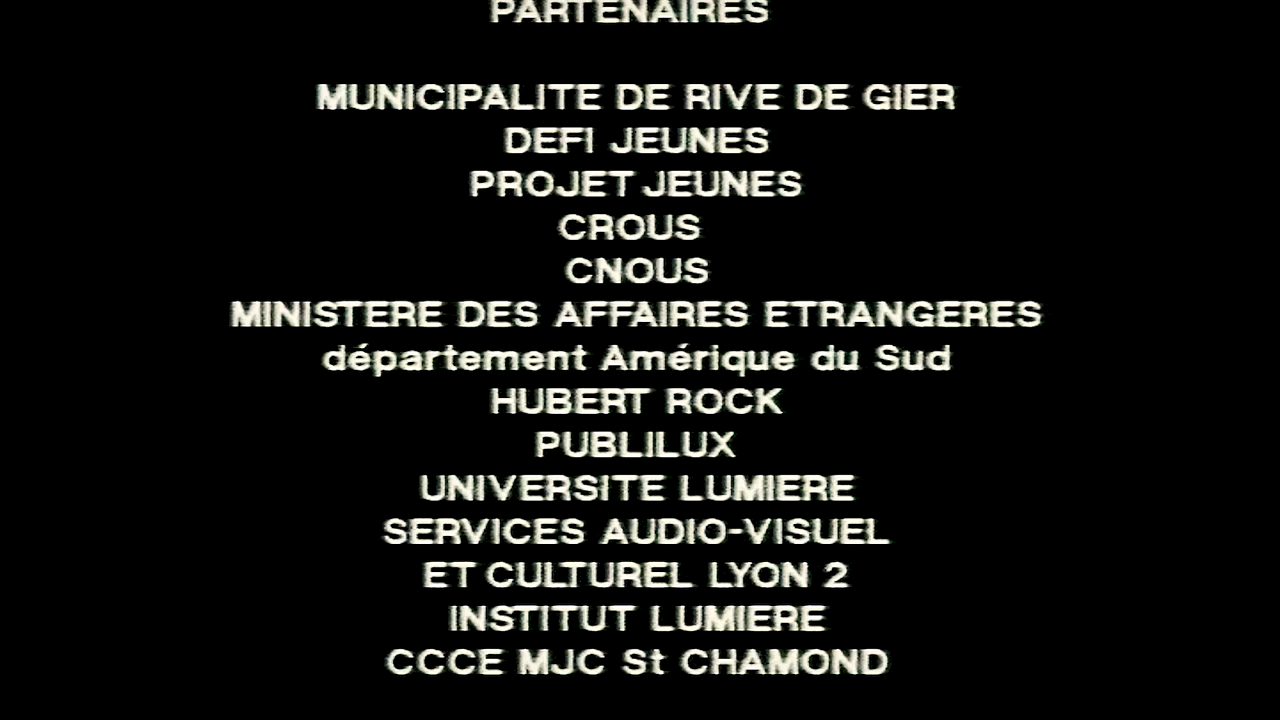 PARTENAIRES
MUNICIPALITE DE RIVE DE GIER
DEFI JEUNES
PROJET JEUNES
CROUS
CNOUS
MINISTERE DES AFFAIRES ETRANGERES
département Amérique du Sud
HUBERT ROCK
PUBLILUX
UNIVERSITE LUMIERE
SERVICES AUDIO-VISUEL
ET CULTUREL LYON 2
INSTITUT LUMIERE
CCCE MJC St CHAMOND